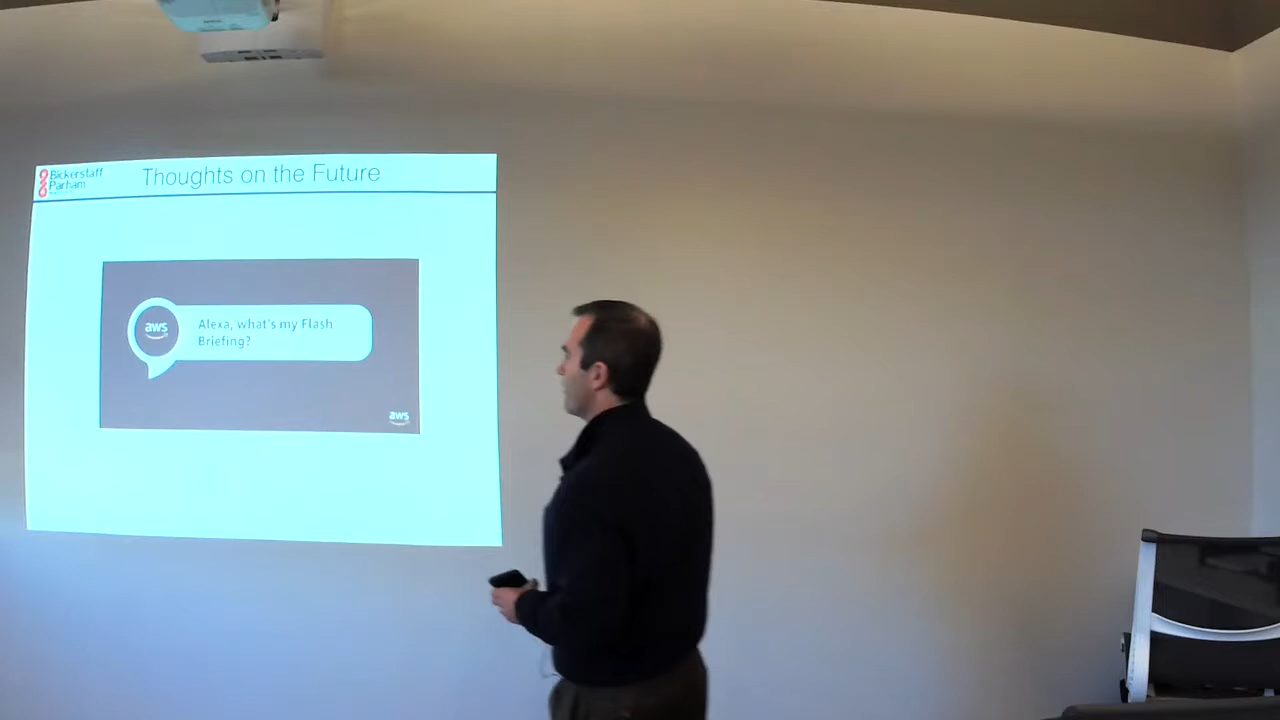 Bickerstaff
Parham
Thoughts on the Future
aws
Alexa, what's my Flash
Briefing?
aws